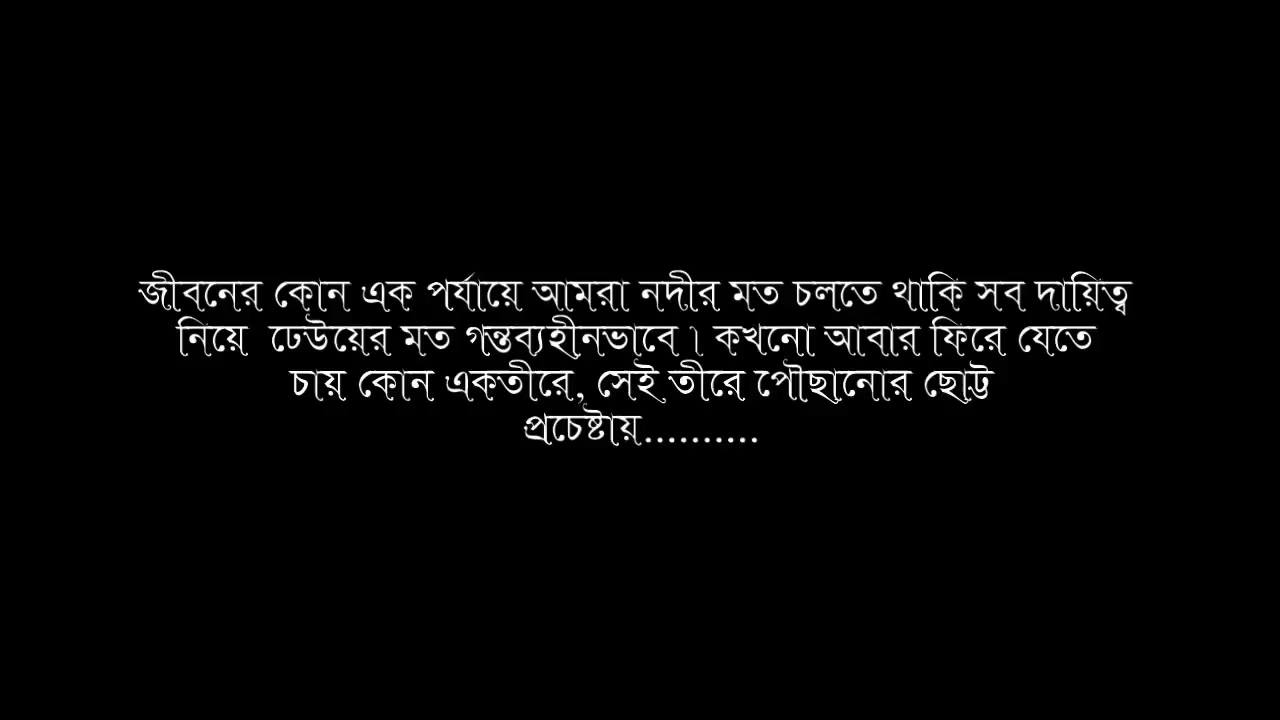 জীবনের কোন এক পর্যায়ে আমরা নদীর মত চলতে থাকি সব দায়িত্ব
নিয়ে  ঢেউয়ের মত গন্তব্যহীনভাবে। কখনো আবার ফিরে যেতে
চায় কোন একতীরে, সেই তীরে পৌছানোর ছোট্ট
প্রচেষ্টায়..........